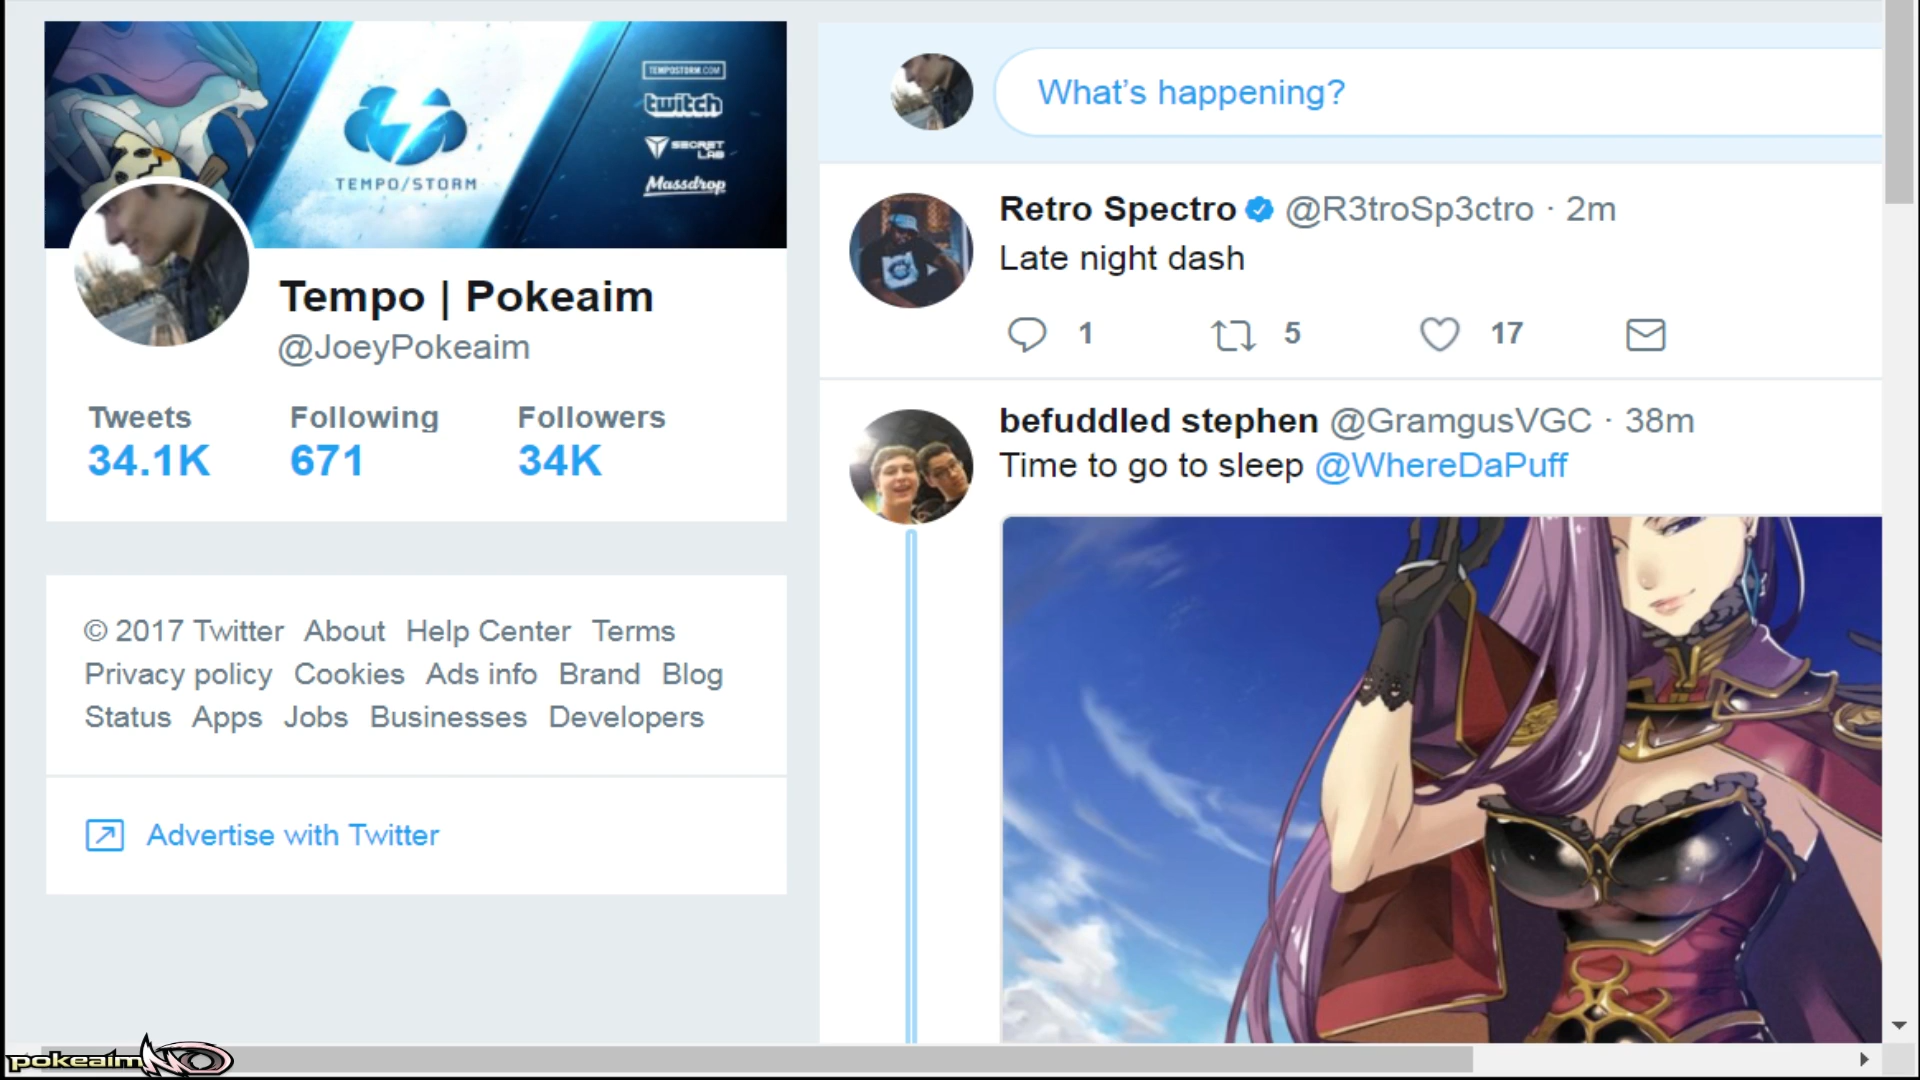 TEMPOSTORM.COM
twitch
SECRET
LAB
Massdrop
TEMPO/STORM
Tempo | Pokeaim
@JoeyPokeaim
Tweets Following Followers
34.1K 671 34K
© 2017 Twitter About Help Center Terms
Privacy policy Cookies Ads info Brand Blog
Status Apps Jobs Businesses Developers
Advertise with Twitter
What's happening?
Retro Spectro @R3troSp3ctro · 2m
Late night dash
1 5 17
befuddled stephen @GramgusVGC · 38m
Time to go to sleep @WhereDaPuff
pokeaimMD